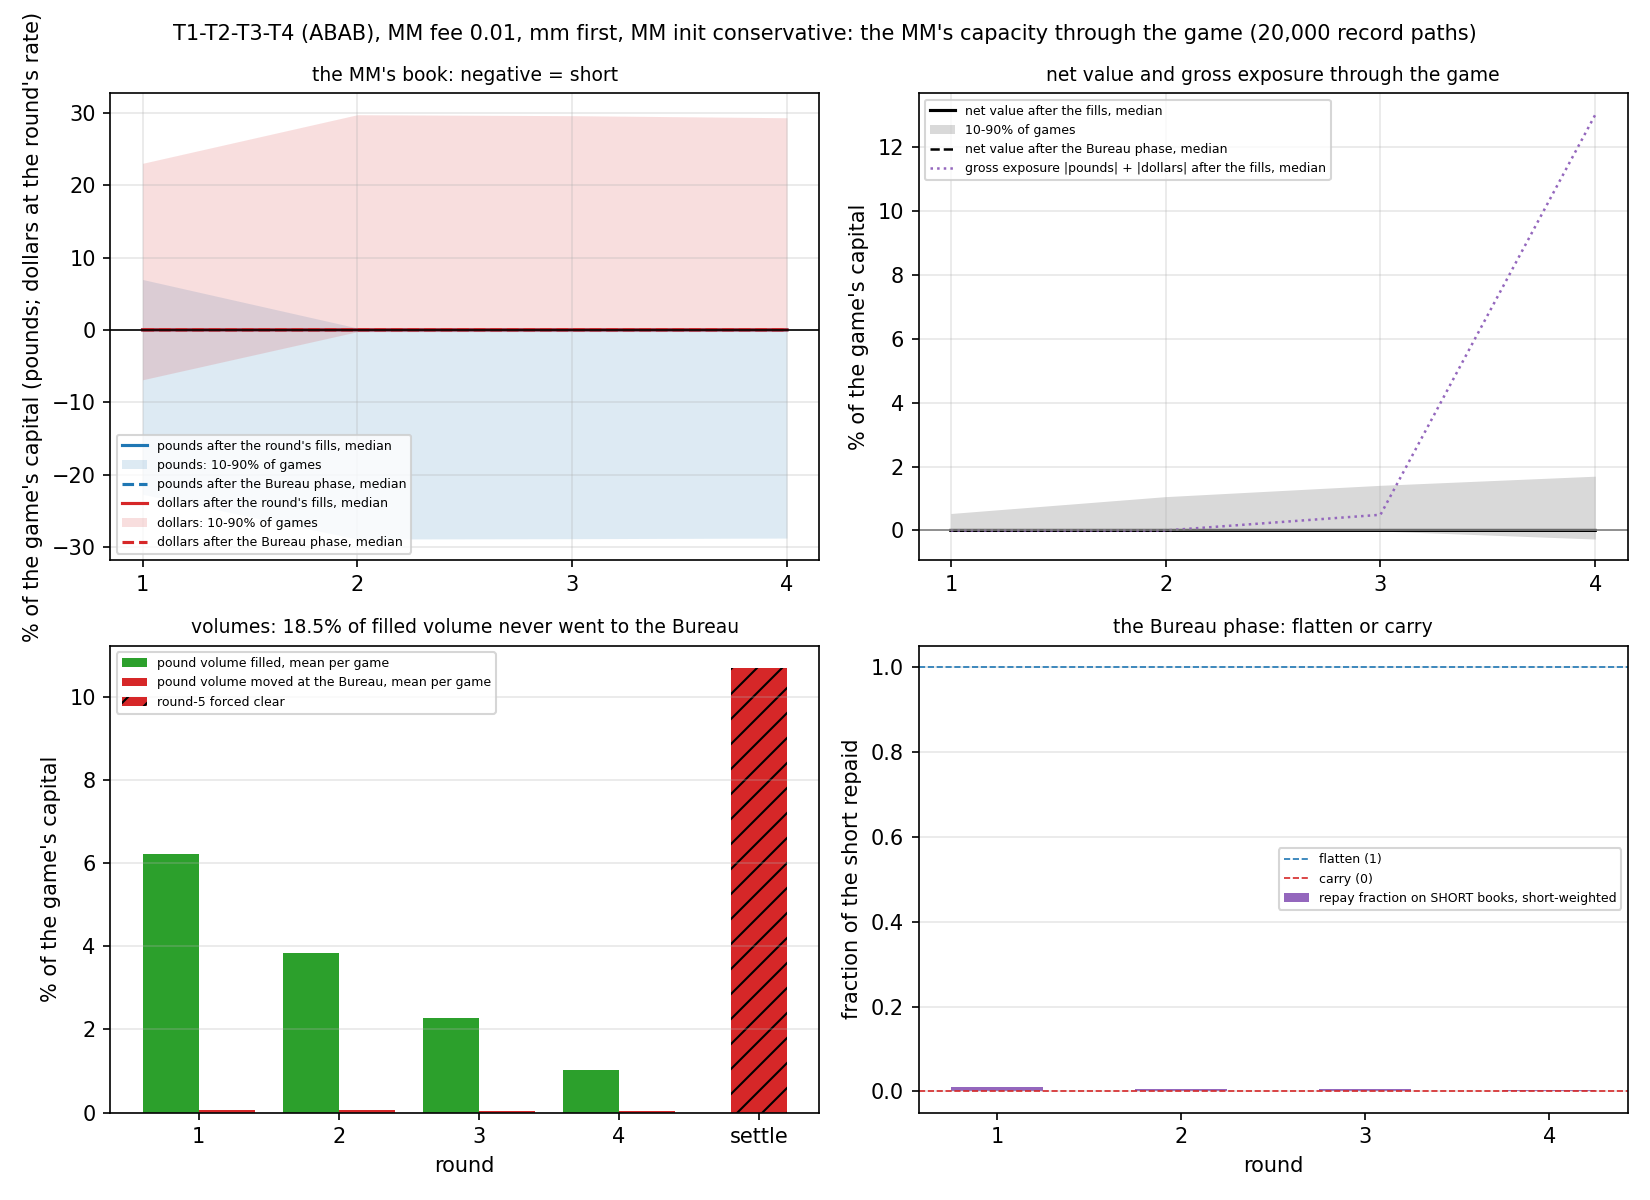 T1-T2-T3-T4 (ABAB), MM fee 0.01, mm first, MM init conservative: the MM's capacity through the game (20,000 record paths)
the MM's book: negative = short
% of the game's capital (pounds; dollars at the round's rate)
30
20
10
0
−10
−20
−30
pounds after the round's fills, median
pounds: 10-90% of games
pounds after the Bureau phase, median
dollars after the round's fills, median
dollars: 10-90% of games
dollars after the Bureau phase, median
1
2
3
4
net value and gross exposure through the game
% of the game's capital
12
10
8
6
4
2
0
net value after the fills, median
10-90% of games
net value after the Bureau phase, median
gross exposure |pounds| + |dollars| after the fills, median
1
2
3
4
volumes: 18.5% of filled volume never went to the Bureau
% of the game's capital
10
8
6
4
2
0
pound volume filled, mean per game
pound volume moved at the Bureau, mean per game
round-5 forced clear
1
2
3
4
settle
round
the Bureau phase: flatten or carry
fraction of the short repaid
1.0
0.8
0.6
0.4
0.2
0.0
flatten (1)
carry (0)
repay fraction on SHORT books, short-weighted
1
2
3
4
round